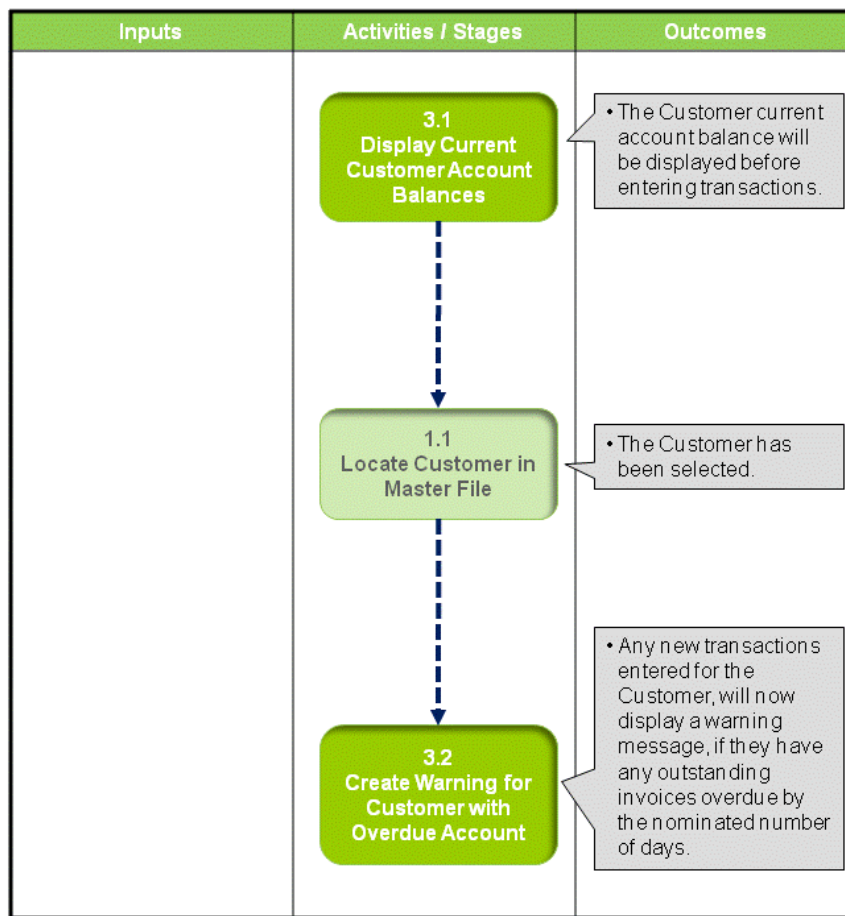 Inputs
Activities / Stages
Outcomes
3.1
Display Current
Customer Account
Balances
• The Customer current
account balance will
be displayed before
entering transactions.
1.1
Locate Customer in
Master File
• The Customer has
been selected.
3.2
Create Warning for
Customer with
Overdue Account
• Any new transactions
entered for the
Customer, will now
display a warning
message, if they have
any outstanding
invoices overdue by
the nominated number
of days.